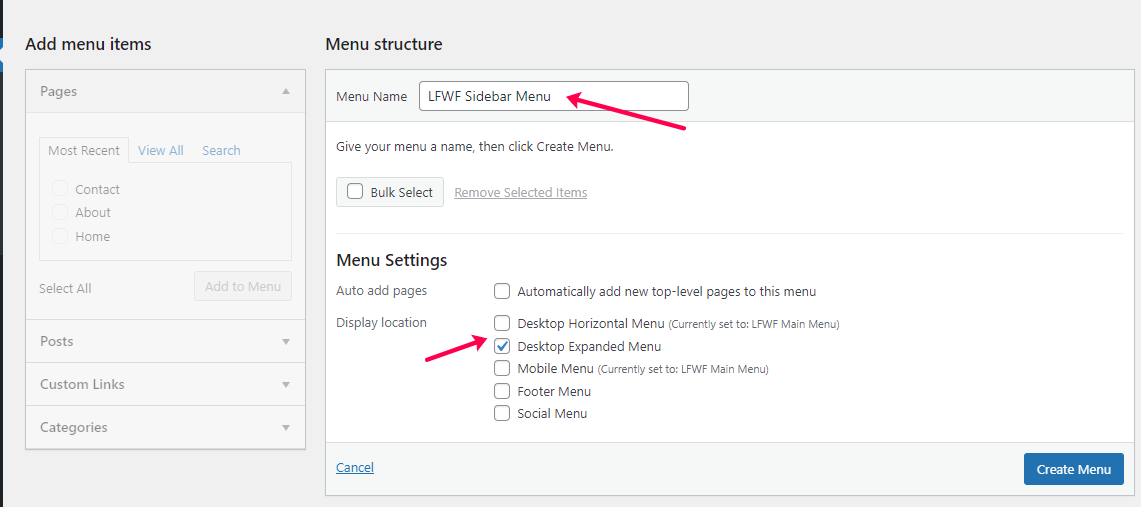 Add menu items
Pages
Most Recent View All Search
Contact
About
Home
Select All Add to Menu
Posts
Custom Links
Categories
Menu structure
Menu Name LFWF Sidebar Menu
Give your menu a name, then click Create Menu.
Bulk Select Remove Selected Items
Menu Settings
Auto add pages Automatically add new top-level pages to this menu
Display location Desktop Horizontal Menu (Currently set to: LFWF Main Menu)
Desktop Expanded Menu
Mobile Menu (Currently set to: LFWF Main Menu)
Footer Menu
Social Menu
Cancel Create Menu